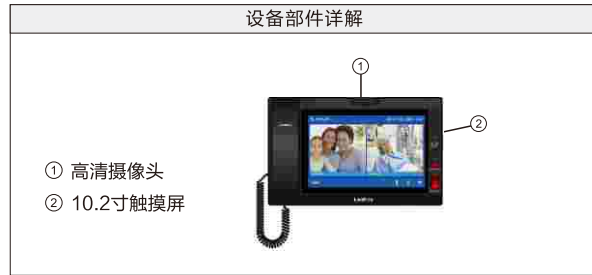 设备部件详解
①
②
① 高清摄像头
② 10.2寸触摸屏